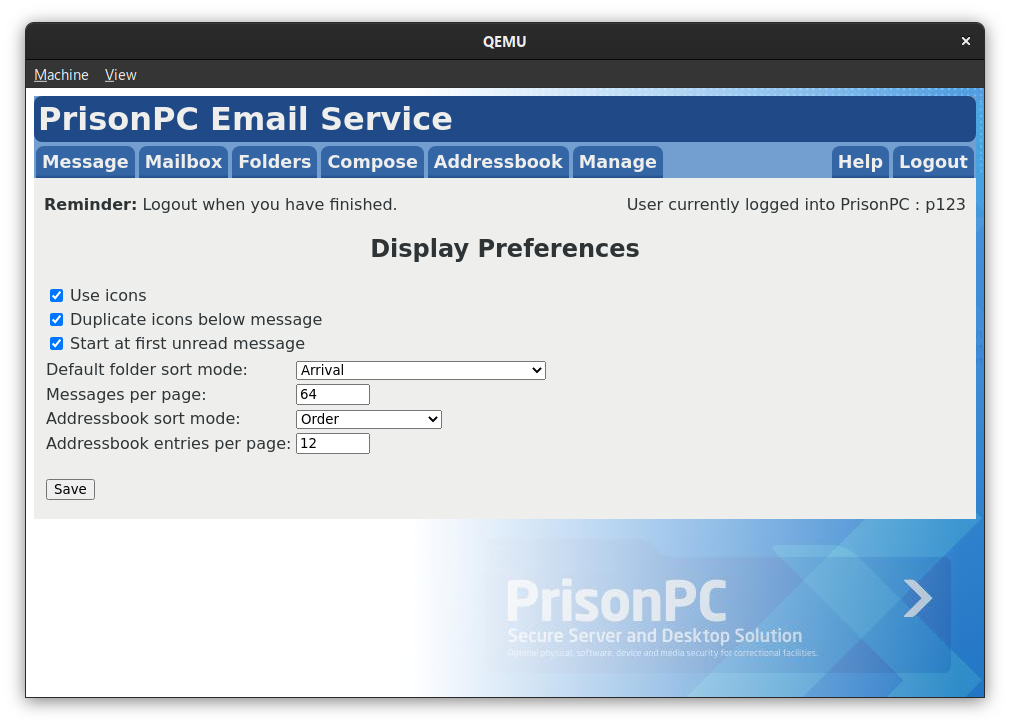 QEMU ×
Machine View
PrisonPC Email Service
Message Mailbox Folders Compose Addressbook Manage Help Logout
Reminder: Logout when you have finished. User currently logged into PrisonPC : p123
Display Preferences
Use icons
Duplicate icons below message
Start at first unread message
Default folder sort mode: Arrival
Messages per page: 64
Addressbook sort mode: Order
Addressbook entries per page: 12
Save
PrisonPC
Secure Server and Desktop Solution
Optimal physical, software, device and media security for correctional facilities.